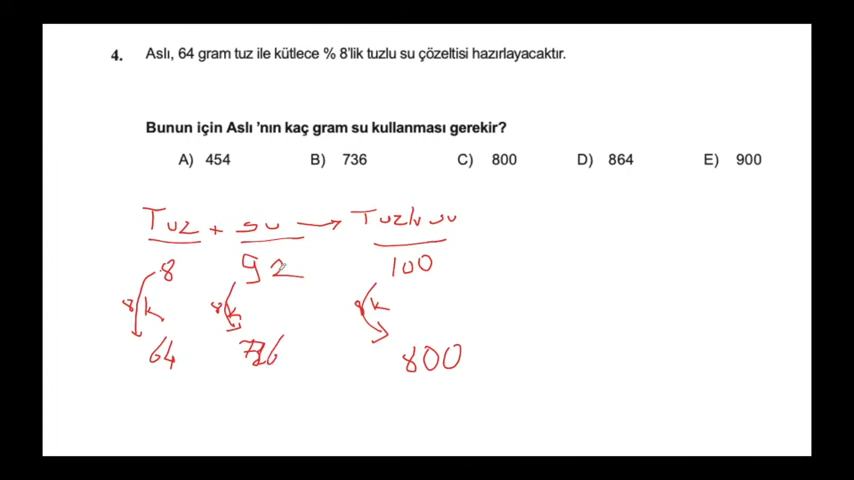 4. Aslı, 64 gram tuz ile kütlece % 8'lik tuzlu su çözeltisi hazırlayacaktır.
Bunun için Aslı 'nın kaç gram su kullanması gerekir?
A) 454 B) 736 C) 800 D) 864 E) 900
Tuz + su → Tuzlu su
8 92 100
8k 8k 8k
64 736 800